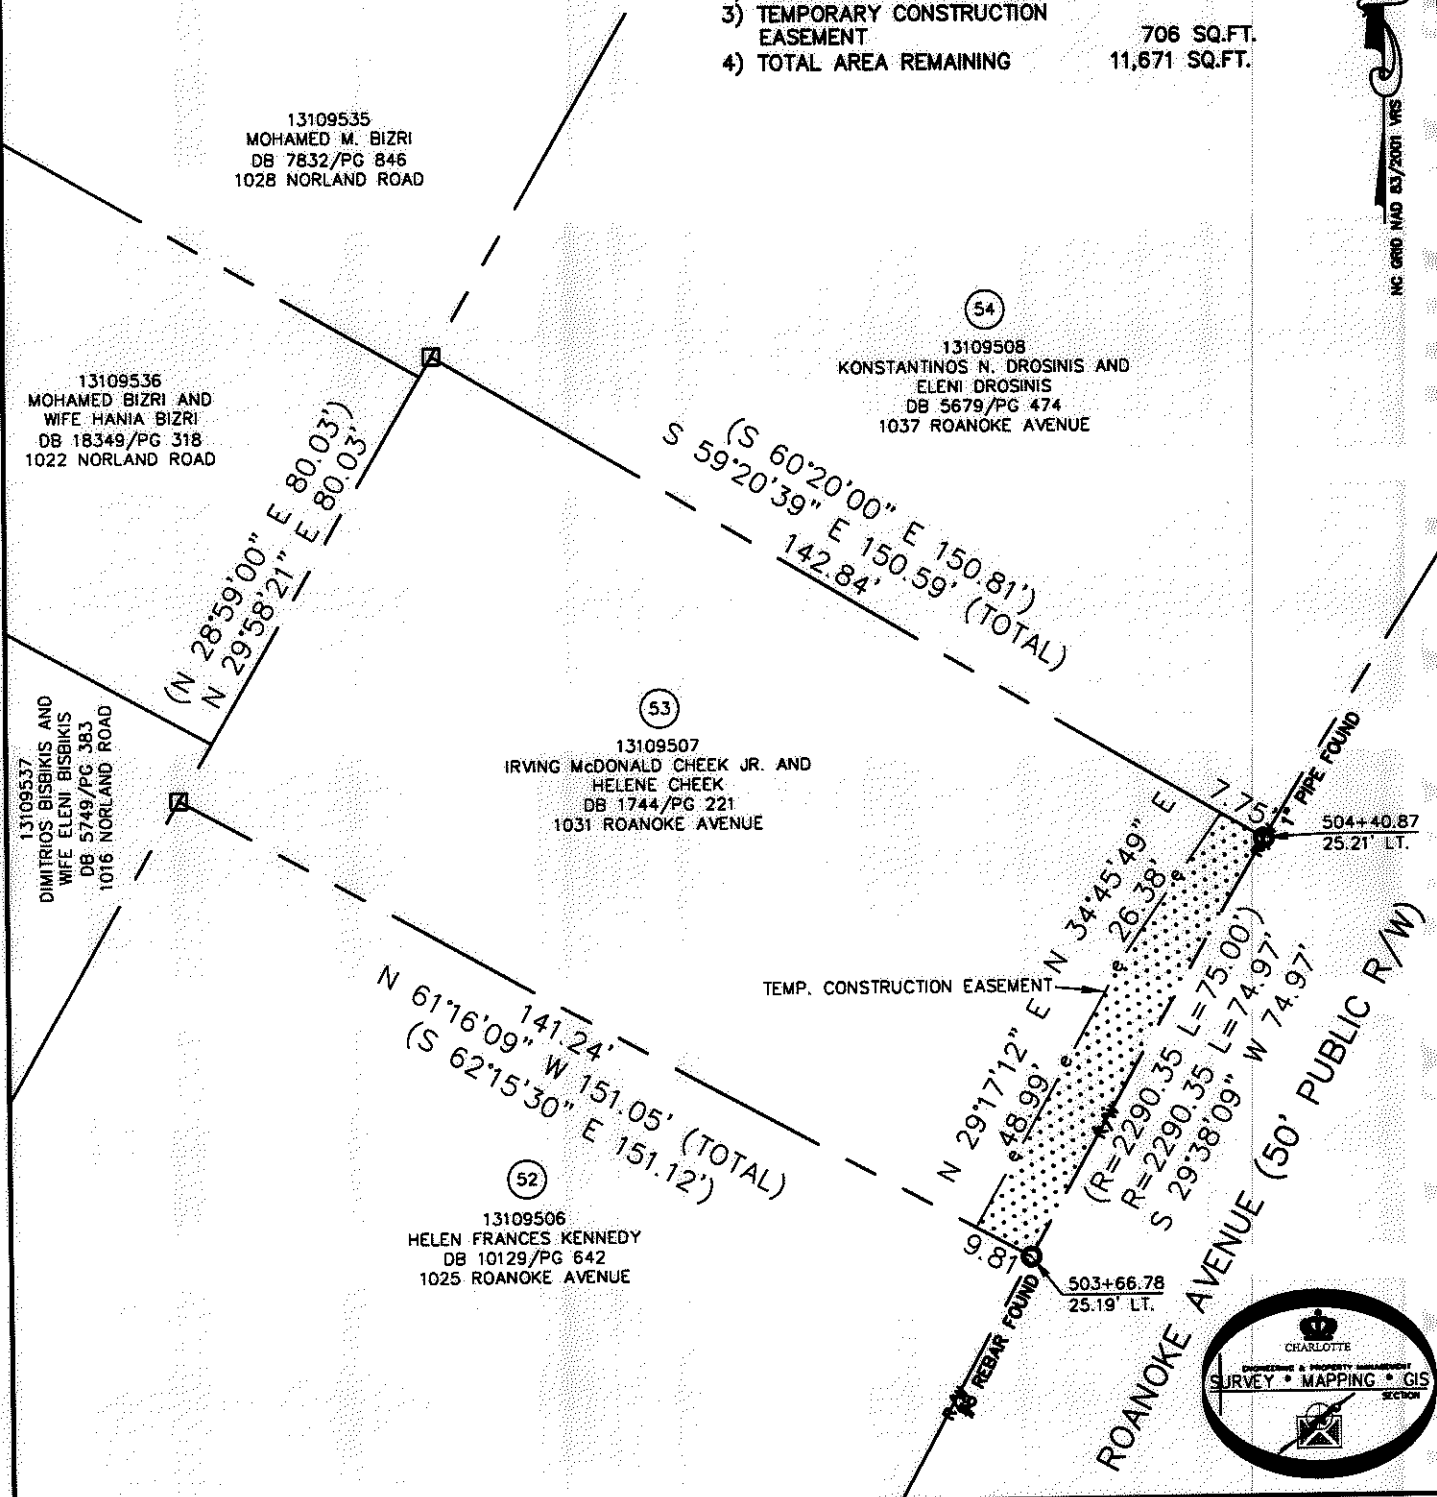 3) TEMPORARY CONSTRUCTION
EASEMENT 706 SQ.FT.
4) TOTAL AREA REMAINING 11,671 SQ.FT.
NC GRID NAD 83/2001 VRS
13109535
MOHAMED M. BIZRI
DB 7832/PG 846
1028 NORLAND ROAD
54
13109508
KONSTANTINOS N. DROSINIS AND
ELENI DROSINIS
DB 5679/PG 474
1037 ROANOKE AVENUE
13109536
MOHAMED BIZRI AND
WIFE HANIA BIZRI
DB 18349/PG 318
1022 NORLAND ROAD
(N 28°59'00" E 80.03')
N 29°58'21" E 80.03'
(S 60°20'00" E 150.81')
S 59°20'39" E 150.59' (TOTAL)
142.84'
13109537
DIMITRIOS BISBIKIS AND
WIFE ELENI BISBIKIS
DB 5749/PG 383
1016 NORLAND ROAD
53
13109507
IRVING McDONALD CHEEK JR. AND
HELENE CHEEK
DB 1744/PG 221
1031 ROANOKE AVENUE
7.75'
1" PIPE FOUND
504+40.87
25.21' LT.
N 34°45'49" E
26.38'
TEMP. CONSTRUCTION EASEMENT
N 29°17'12" E
48.99'
e
e
e
e
R/W
(R=2290.35 L=75.00')
R=2290.35 L=74.97'
S 29°38'09" W 74.97'
141.24'
N 61°16'09" W 151.05' (TOTAL)
(S 62°15'30" E 151.12')
52
13109506
HELEN FRANCES KENNEDY
DB 10129/PG 642
1025 ROANOKE AVENUE
9.81'
503+66.78
25.19' LT.
REBAR FOUND
R/W
ROANOKE AVENUE (50' PUBLIC R/W)
CHARLOTTE
ENGINEERING & PROPERTY MANAGEMENT
SURVEY * MAPPING * GIS
SECTION